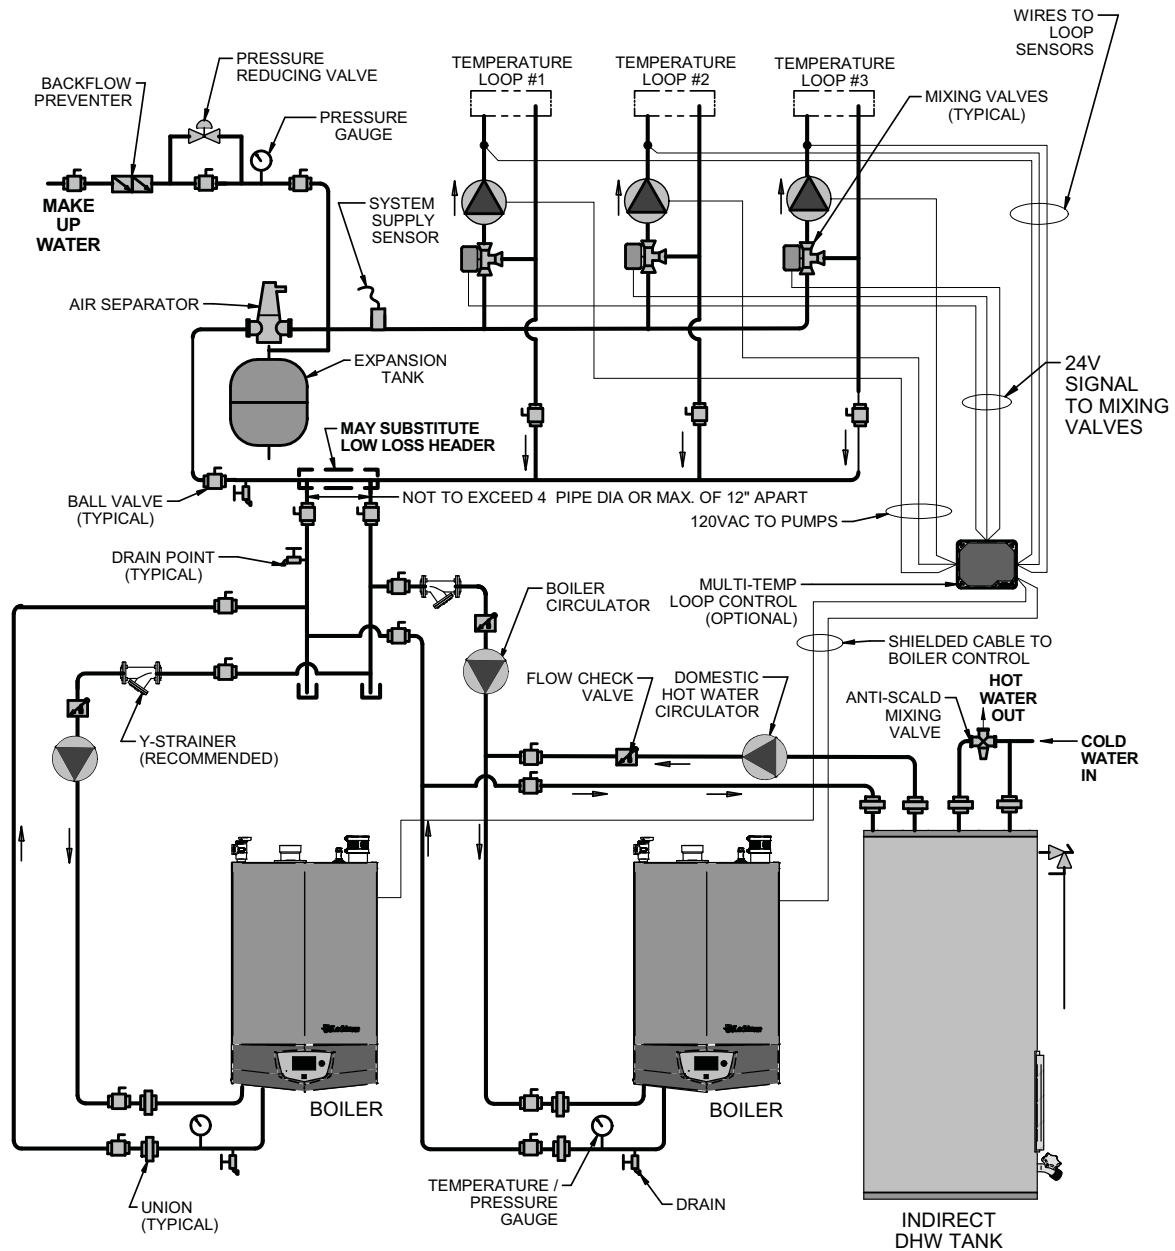 WIRES TO
LOOP
SENSORS
PRESSURE
REDUCING VALVE
BACKFLOW
PREVENTER
PRESSURE
GAUGE
TEMPERATURE
LOOP #1
TEMPERATURE
LOOP #2
TEMPERATURE
LOOP #3
MIXING VALVES
(TYPICAL)
MAKE
UP
WATER
SYSTEM
SUPPLY
SENSOR
AIR SEPARATOR
EXPANSION
TANK
24V
SIGNAL
TO MIXING
VALVES
MAY SUBSTITUTE
LOW LOSS HEADER
BALL VALVE
(TYPICAL)
NOT TO EXCEED 4 PIPE DIA OR MAX. OF 12" APART
120VAC TO PUMPS
DRAIN POINT
(TYPICAL)
BOILER
CIRCULATOR
MULTI-TEMP
LOOP CONTROL
(OPTIONAL)
SHIELDED CABLE TO
BOILER CONTROL
FLOW CHECK
VALVE
DOMESTIC
HOT WATER
CIRCULATOR
ANTI-SCALD
MIXING
VALVE
HOT
WATER
OUT
COLD
WATER
IN
Y-STRAINER
(RECOMMENDED)
BOILER
BOILER
UNION
(TYPICAL)
TEMPERATURE /
PRESSURE
GAUGE
DRAIN
INDIRECT
DHW TANK